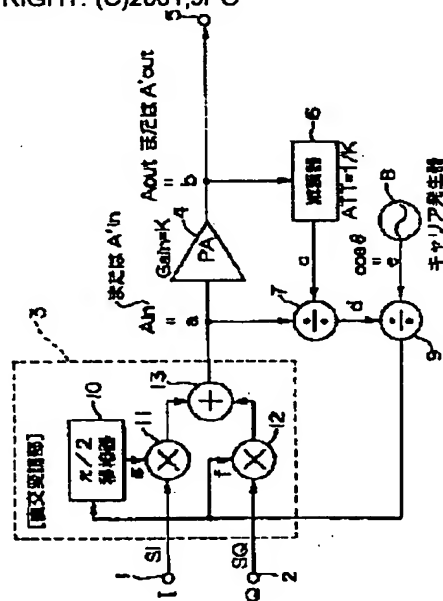 RIGHT: (C)2001,JPO
[直交変調部]
3
π/2
移相器
10
11
12
13
g
f
SI
SQ
I
Q
1
2
Ain
または A'in
a
Gain=K
PA
4
Aout または A'out
b
5
減衰器
ATT=1/K
6
c
7
d
cosθ
e
8
9
キャリア発生器